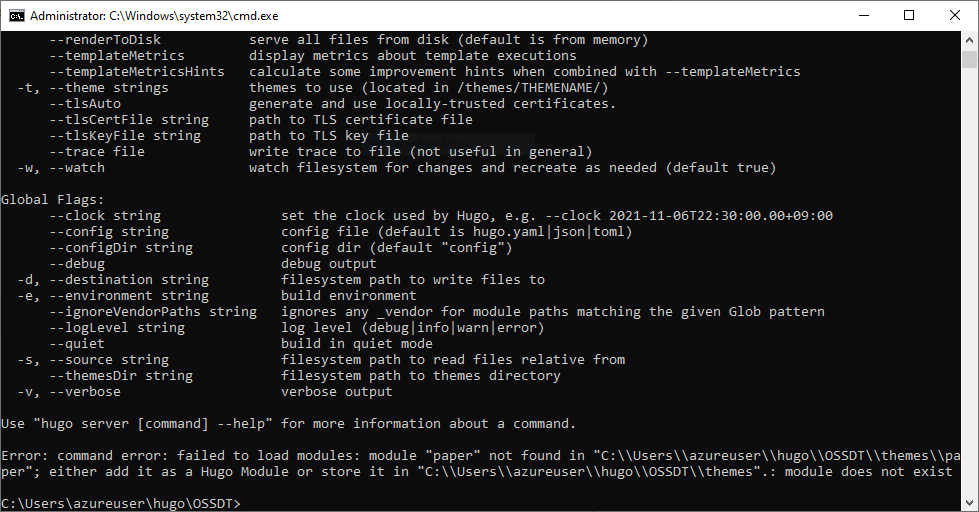 Administrator: C:\Windows\system32\cmd.exe
--renderToDisk serve all files from disk (default is from memory)
--templateMetrics display metrics about template executions
--templateMetricsHints calculate some improvement hints when combined with --templateMetrics
-t, --theme strings themes to use (located in /themes/THEMENAME/)
--tlsAuto generate and use locally-trusted certificates.
--tlsCertFile string path to TLS certificate file
--tlsKeyFile string path to TLS key file
--trace file write trace to file (not useful in general)
-w, --watch watch filesystem for changes and recreate as needed (default true)
Global Flags:
--clock string set the clock used by Hugo, e.g. --clock 2021-11-06T22:30:00.00+09:00
--config string config file (default is hugo.yaml|json|toml)
--configDir string config dir (default "config")
--debug debug output
-d, --destination string filesystem path to write files to
-e, --environment string build environment
--ignoreVendorPaths string ignores any _vendor for module paths matching the given Glob pattern
--logLevel string log level (debug|info|warn|error)
--quiet build in quiet mode
-s, --source string filesystem path to read files relative from
--themesDir string filesystem path to themes directory
-v, --verbose verbose output
Use "hugo server [command] --help" for more information about a command.
Error: command error: failed to load modules: module "paper" not found in "C:\\Users\\azureuser\\hugo\\OSSDT\\themes\\pa
per"; either add it as a Hugo Module or store it in "C:\\Users\\azureuser\\hugo\\OSSDT\\themes".: module does not exist
C:\Users\azureuser\hugo\OSSDT>